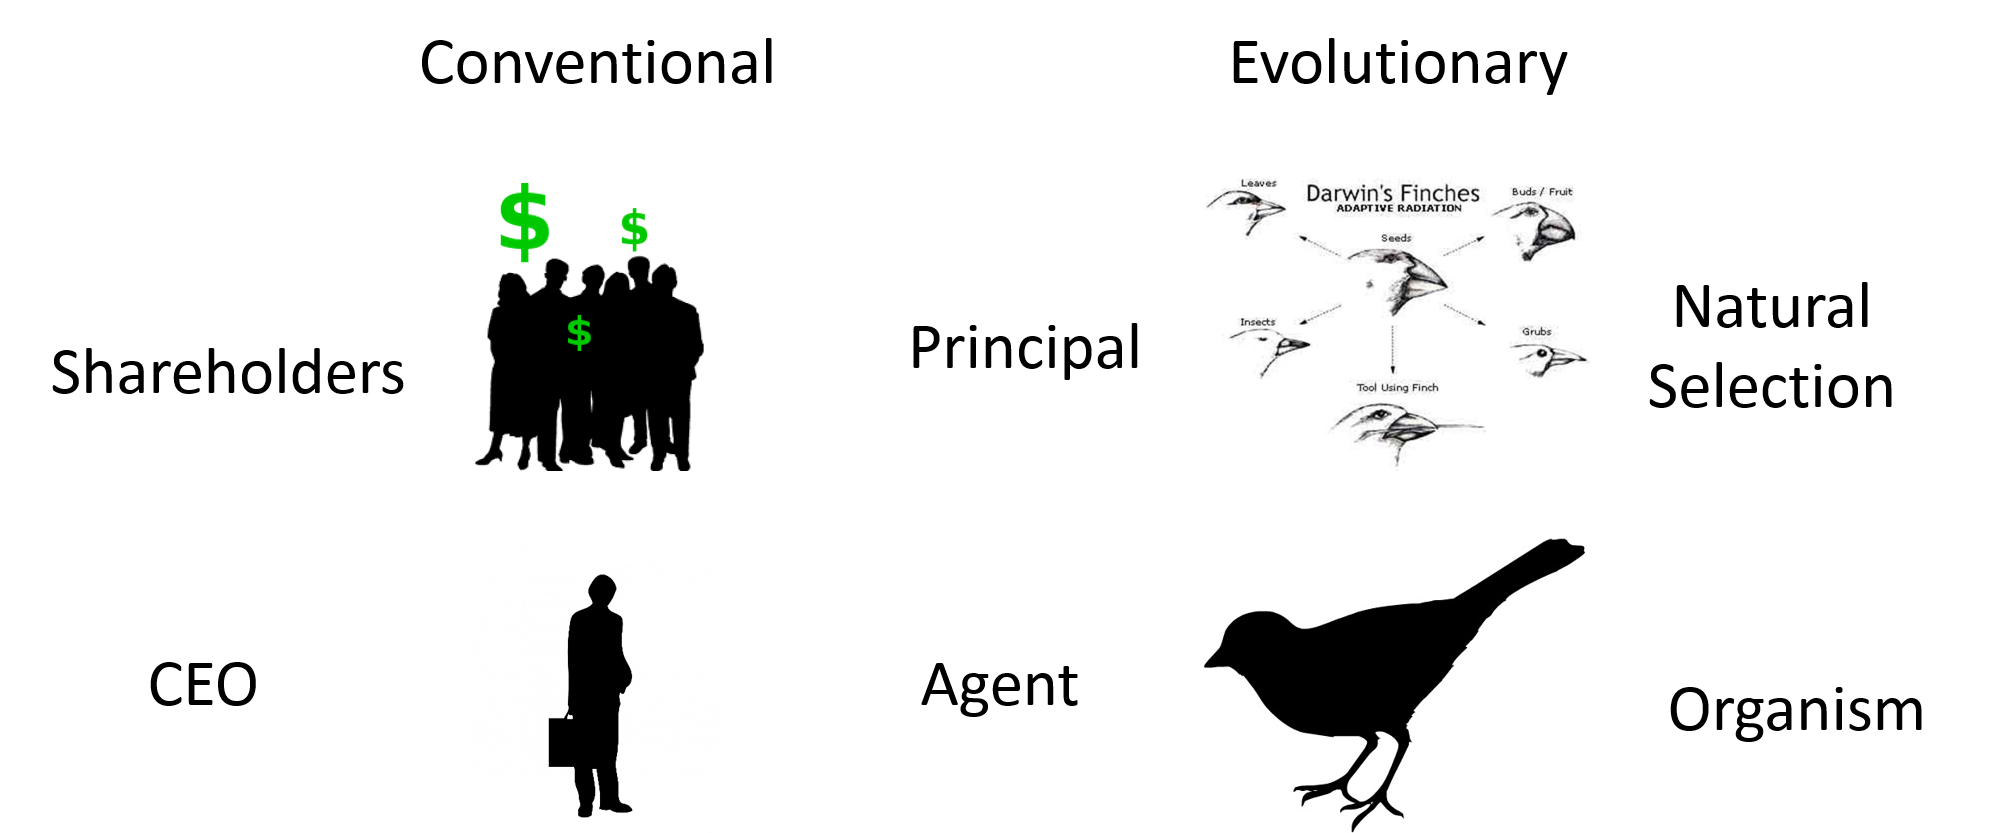 Conventional
Evolutionary
$
$
$
Shareholders
Principal
Leaves
Darwin's Finches
ADAPTIVE RADIATION
Buds / Fruit
Seeds
Insects
Grubs
Tool Using Finch
Natural
Selection
CEO
Agent
Organism